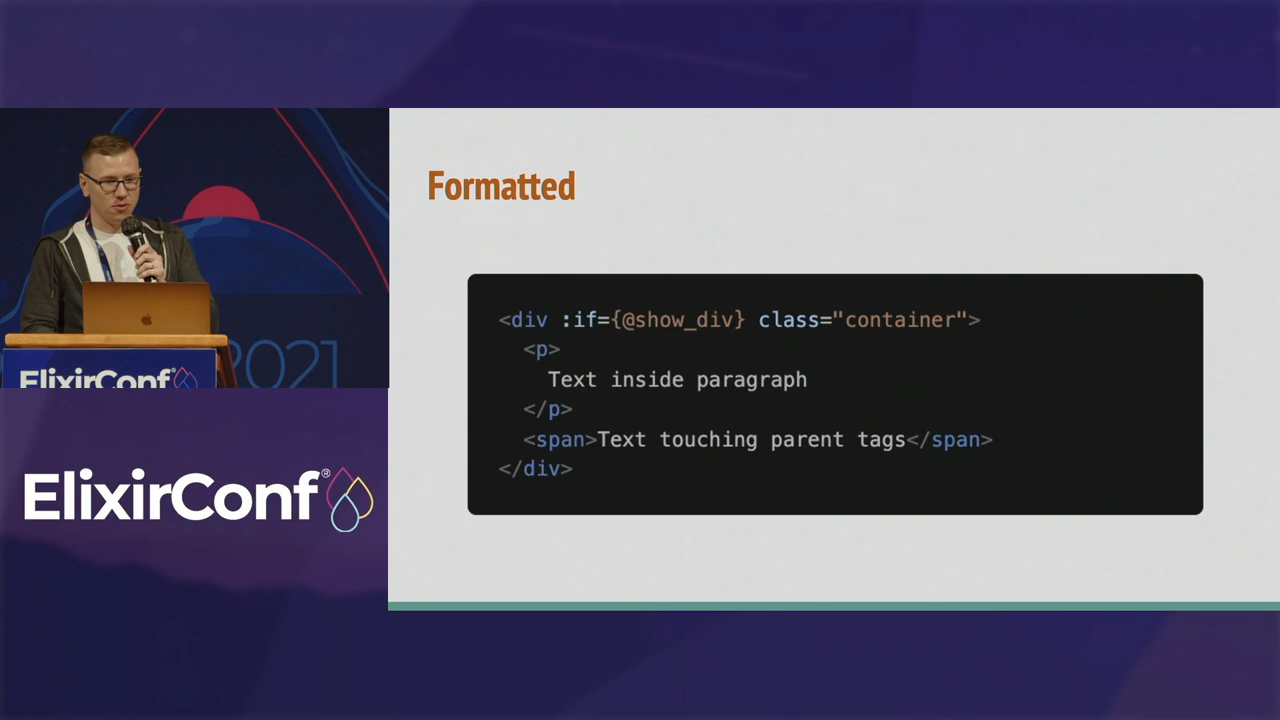 Formatted
<div :if={@show_div} class="container">
<p>
Text inside paragraph
</p>
<span>Text touching parent tags</span>
</div>
2021
ElixirConf
ElixirConf®